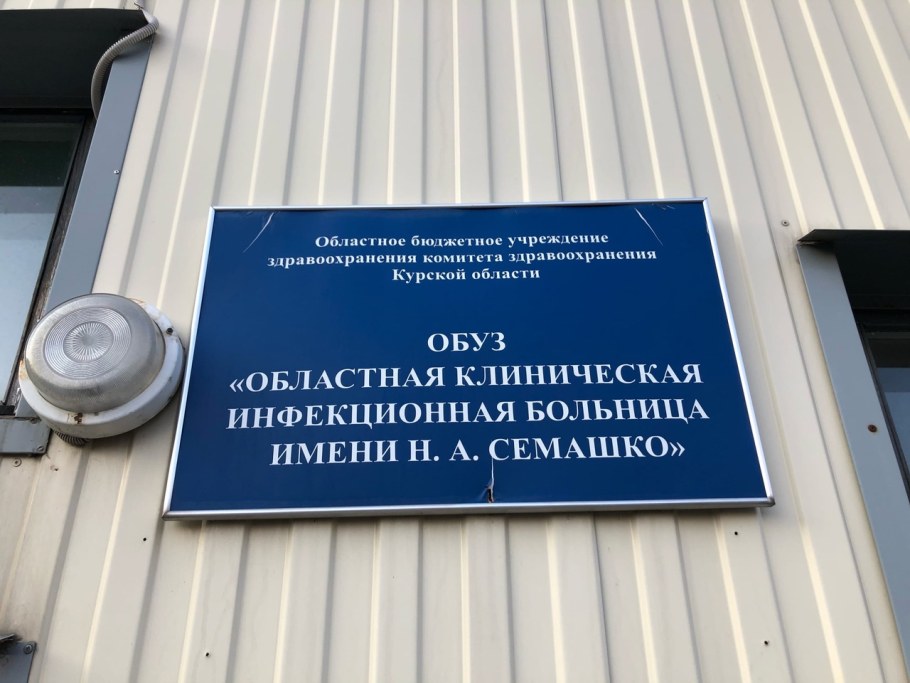 Областное бюджетное учреждение
здравоохранения комитета здравоохранения
Курской области
ОБУЗ
«ОБЛАСТНАЯ КЛИНИЧЕСКАЯ
ИНФЕКЦИОННАЯ БОЛЬНИЦА
ИМЕНИ Н. А. СЕМАШКО»